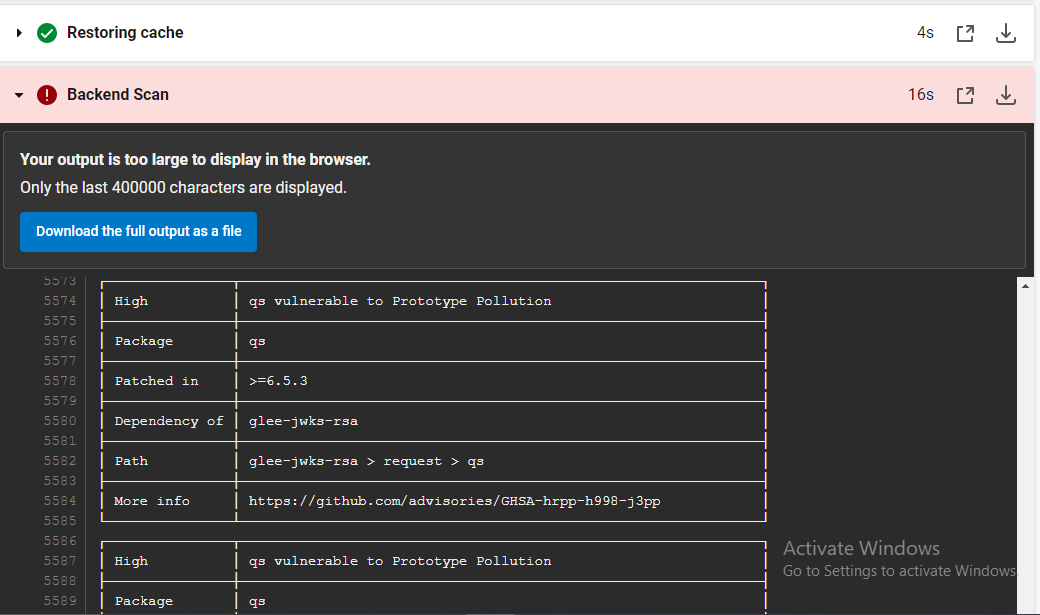 Restoring cache 4s
Backend Scan 16s
Your output is too large to display in the browser.
Only the last 400000 characters are displayed.
Download the full output as a file
5573
5574 High qs vulnerable to Prototype Pollution
5575
5576 Package qs
5577
5578 Patched in >=6.5.3
5579
5580 Dependency of glee-jwks-rsa
5581
5582 Path glee-jwks-rsa > request > qs
5583
5584 More info https://github.com/advisories/GHSA-hrpp-h998-j3pp
5585
5586
5587 High qs vulnerable to Prototype Pollution
5588
5589 Package qs
Activate Windows
Go to Settings to activate Windows